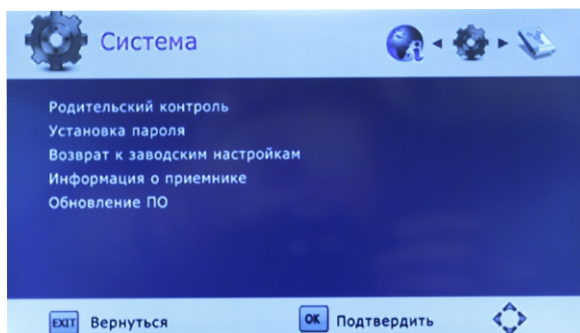 Система
Родительский контроль
Установка пароля
Возврат к заводским настройкам
Информация о приемнике
Обновление ПО
EXIT Вернуться
OK Подтвердить